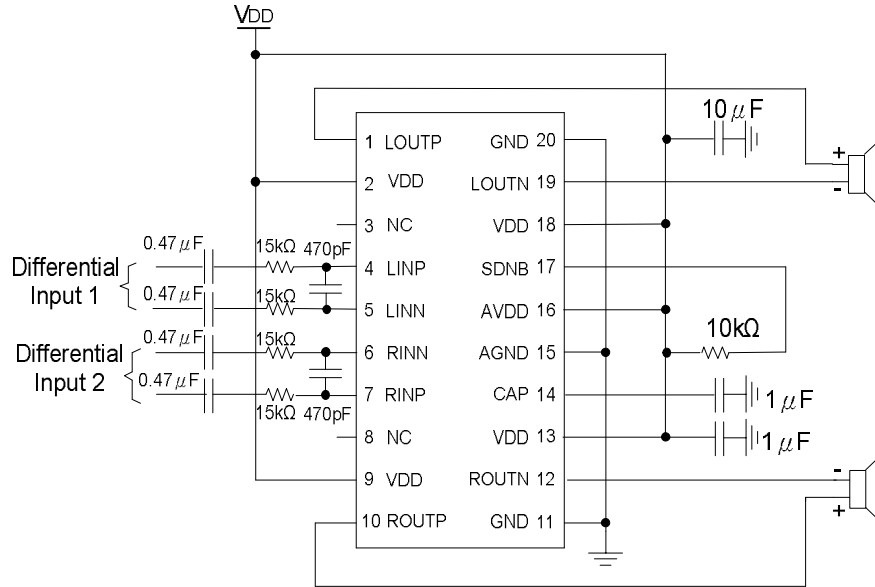 VDD
10μF
1 LOUTP GND 20
+
2 VDD LOUTN 19
-
3 NC VDD 18
0.47μF 15kΩ 470pF
4 LINP SDNB 17
Differential
Input 1
0.47μF 15kΩ
5 LINN AVDD 16
10kΩ
0.47μF 15kΩ
Differential
Input 2
6 RINN AGND 15
0.47μF
7 RINP CAP 14
1μF
15kΩ 470pF
8 NC VDD 13
1μF
9 VDD ROUTN 12
-
+
10 ROUTP GND 11